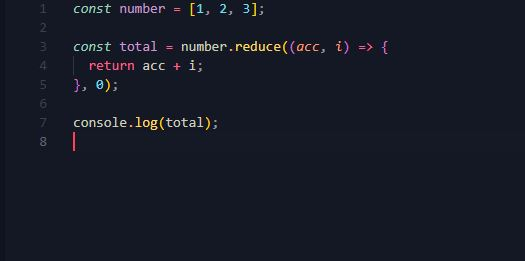 1 const number = [1, 2, 3];
2
3 const total = number.reduce((acc, i) => {
4   return acc + i;
5 }, 0);
6
7 console.log(total);
8